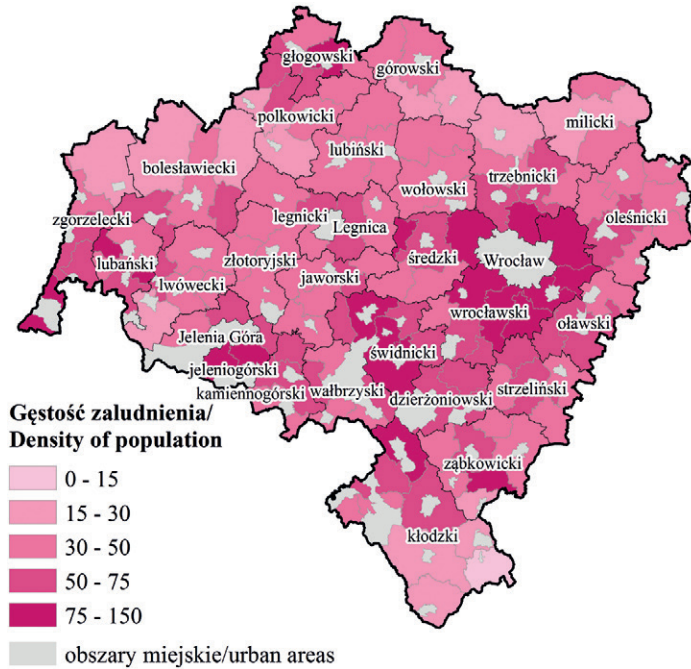 głogowski
górowski
polkowicki
milicki
lubiński
bolesławiecki
trzebnicki
wołowski
zgorzelecki
legnicki
oleśnicki
Legnica
lubański
złotoryjski
średzki
Wrocław
jaworski
lwówecki
wrocławski
oławski
Jelenia Góra
świdnicki
jeleniogórski
kamiennogórski
wałbrzyski
dzierżoniowski
strzeliński
ząbkowicki
kłodzki
Gęstość zaludnienia/
Density of population
0 - 15
15 - 30
30 - 50
50 - 75
75 - 150
obszary miejskie/urban areas